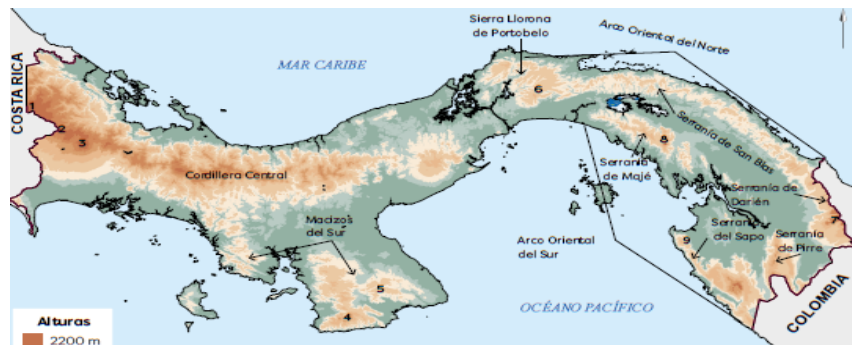 Sierra Llorona
de Portobelo
Arco Oriental del Norte
MAR CARIBE
COSTA RICA
1
2
3
6
Cordillera Central
Serranía de San Blas
8
Serranía
de Majé
Macizos
del Sur
Serranía de
Darién
7
Serranía
del Sapo
Serranía
de Pirre
9
Arco Oriental
del Sur
5
4
OCÉANO PACÍFICO
COLOMBIA
Alturas
2200 m